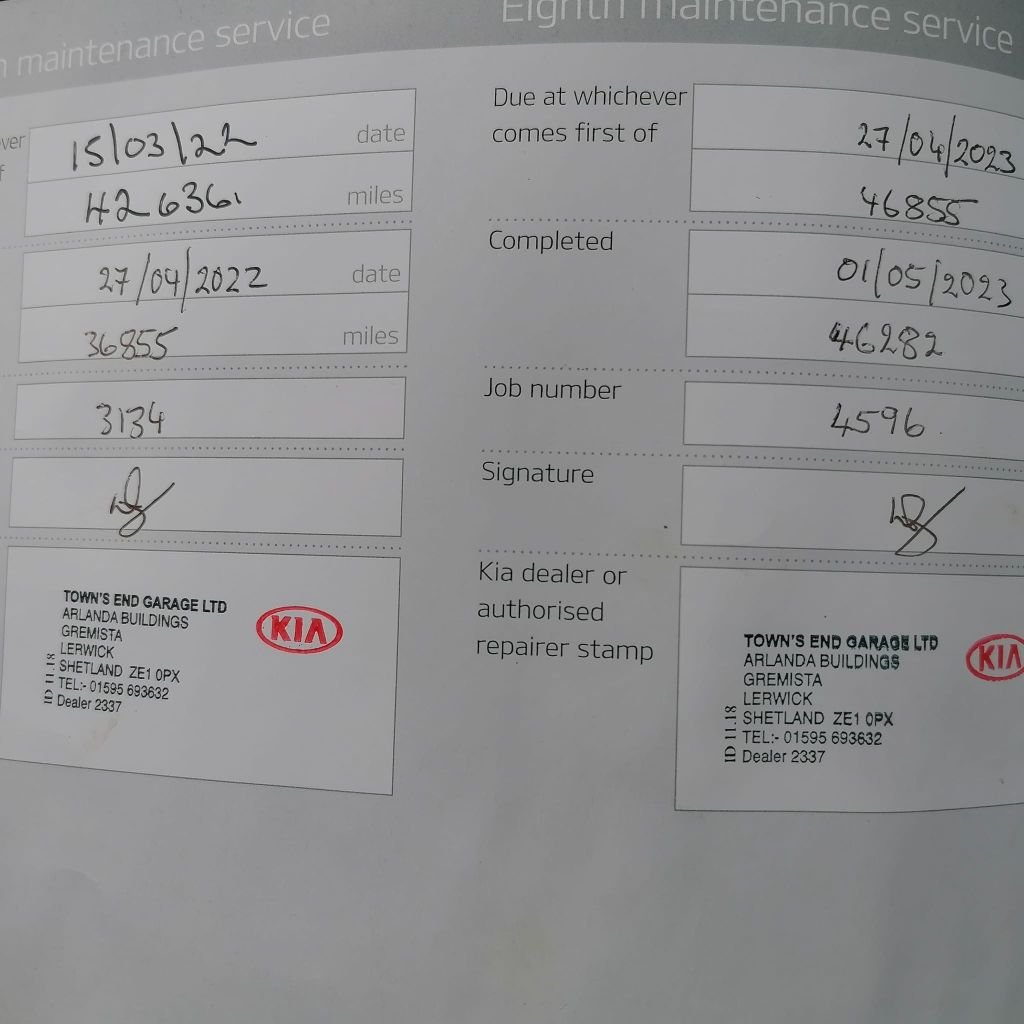 maintenance service
15/03/22 date
426361 miles
27/04/2022 date
36855 miles
3134
TOWN'S END GARAGE LTD
ARLANDA BUILDINGS
GREMISTA
LERWICK
SHETLAND ZE1 0PX
TEL:- 01595 693632
Dealer 2337
ID 11.18
KIA
Eighth maintenance service
Due at whichever
comes first of
27/04/2023
46855
Completed
01/05/2023
46282
Job number
4596
Signature
Kia dealer or
authorised
repairer stamp
TOWN'S END GARAGE LTD
ARLANDA BUILDINGS
GREMISTA
LERWICK
SHETLAND ZE1 0PX
TEL:- 01595 693632
Dealer 2337
ID 11.18
KIA